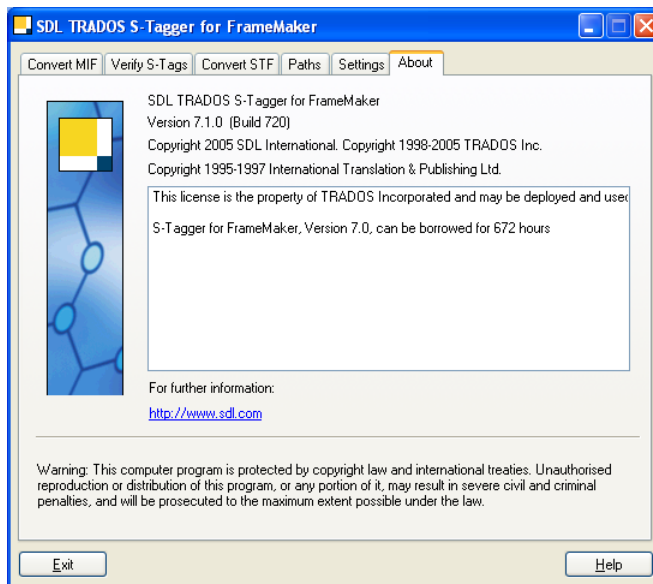 SDL TRADOS S-Tagger for FrameMaker
Convert MIF Verify S-Tags Convert STF Paths Settings About
SDL TRADOS S-Tagger for FrameMaker
Version 7.1.0 (Build 720)
Copyright 2005 SDL International. Copyright 1998-2005 TRADOS Inc.
Copyright 1995-1997 International Translation & Publishing Ltd.
This license is the property of TRADOS Incorporated and may be deployed and used
S-Tagger for FrameMaker, Version 7.0, can be borrowed for 672 hours
For further information:
http://www.sdl.com
Warning: This computer program is protected by copyright law and international treaties. Unauthorised
reproduction or distribution of this program, or any portion of it, may result in severe civil and criminal
penalties, and will be prosecuted to the maximum extent possible under the law.
Exit Help